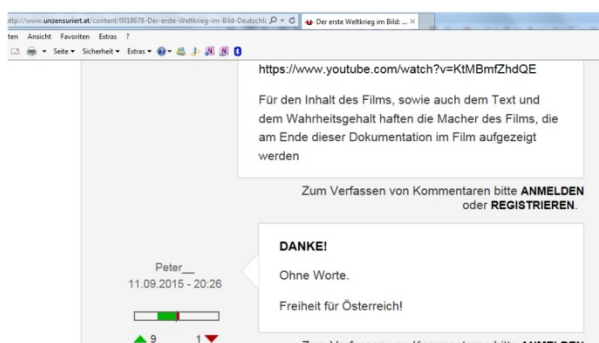 http://www.unzensuriert.at/content/0018678-Der-erste-Weltkrieg-im-Bild-Deutschl
Der erste Weltkrieg im Bild: ...
ten Ansicht Favoriten Extras ?
Seite Sicherheit Extras
https://www.youtube.com/watch?v=KtMBmfZhdQE
Für den Inhalt des Films, sowie auch dem Text und
dem Wahrheitsgehalt haften die Macher des Films, die
am Ende dieser Dokumentation im Film aufgezeigt
werden
Zum Verfassen von Kommentaren bitte ANMELDEN
oder REGISTRIEREN.
Peter__
11.09.2015 - 20:26
9 1
DANKE!
Ohne Worte.
Freiheit für Österreich!
Zum Verfassen von Kommentaren bitte ANMELDEN